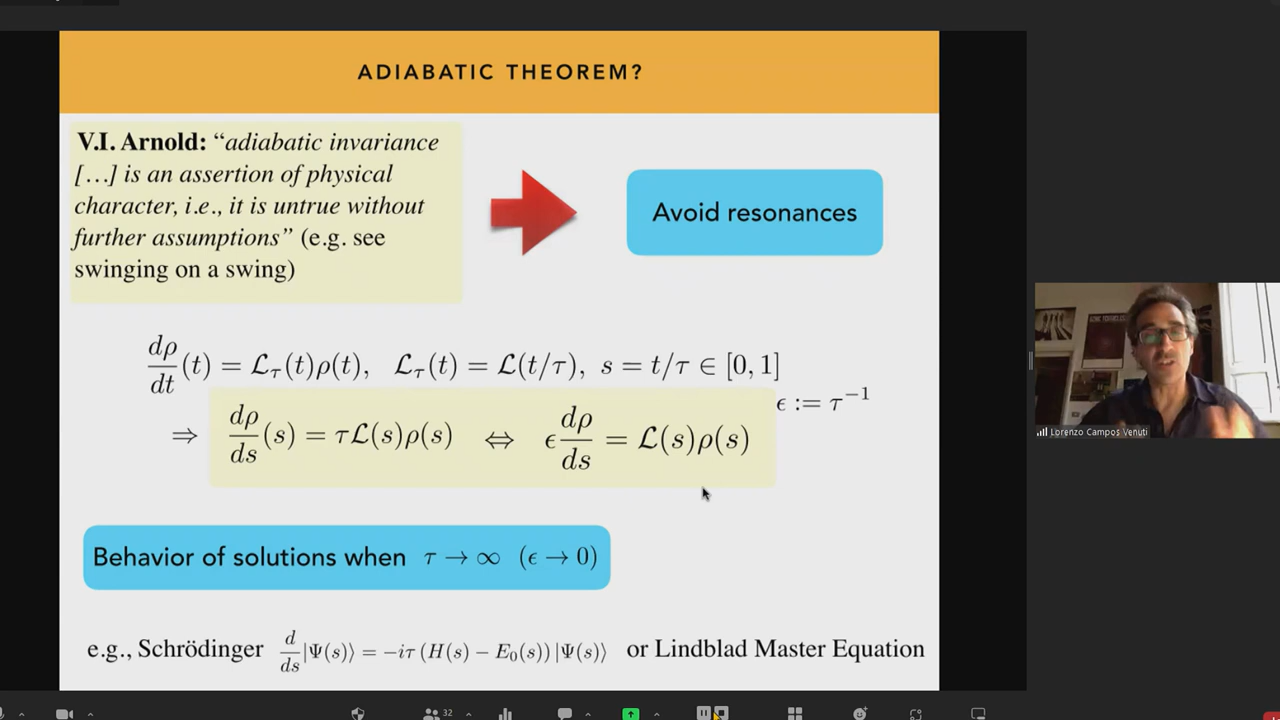 ADIABATIC THEOREM?
V.I. Arnold: “adiabatic invariance
[…] is an assertion of physical
character, i.e., it is untrue without
further assumptions” (e.g. see
swinging on a swing)
Avoid resonances
dρ/dt (t) = ℒ_τ(t)ρ(t), ℒ_τ(t) = ℒ(t/τ), s = t/τ ∈ [0, 1]
ϵ := τ^{−1}
⇒ dρ/ds (s) = τℒ(s)ρ(s) ⇔ ϵ dρ/ds = ℒ(s)ρ(s)
Behavior of solutions when τ → ∞ (ϵ → 0)
e.g., Schrödinger d/ds |Ψ(s)⟩ = −iτ (H(s) − E_0(s)) |Ψ(s)⟩ or Lindblad Master Equation
Lorenzo Campos Venuti
32